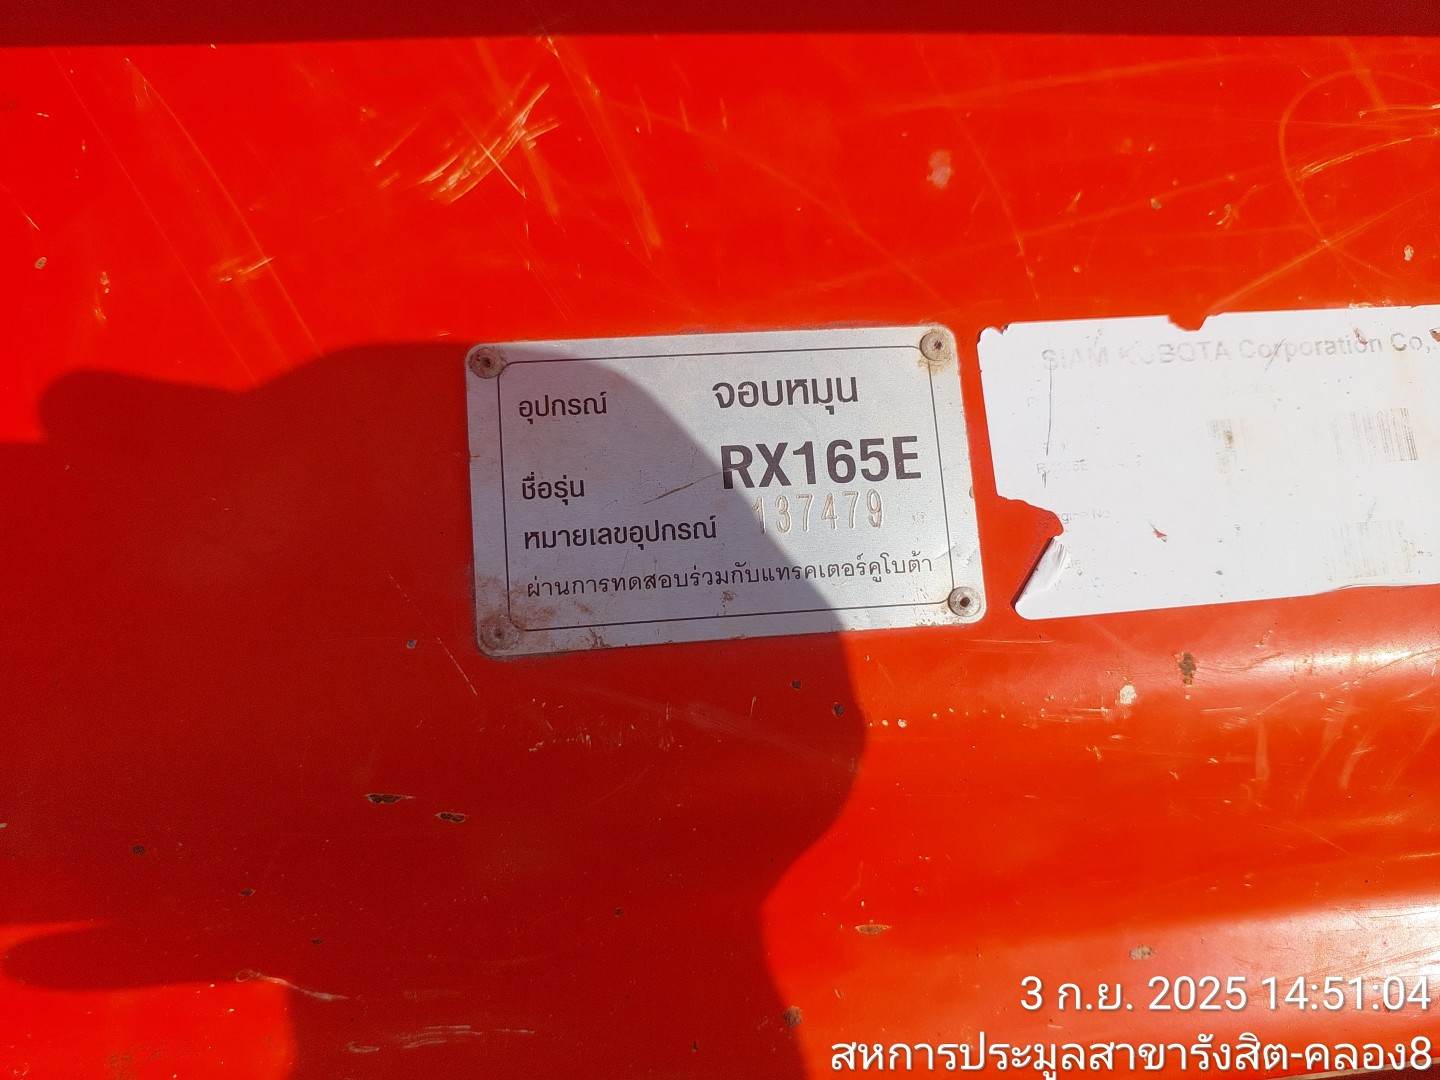 อุปกรณ์ จอบหมุน
ชื่อรุ่น RX165E
หมายเลขอุปกรณ์ 137479
ผ่านการทดสอบร่วมกับแทรคเตอร์คูโบต้า
SIAM KUBOTA Corporation Co.,
3 ก.ย. 2025 14:51:04
สหการประมูลสาขารังสิต-คลอง8